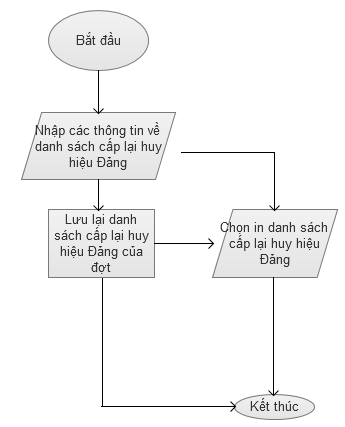 Bắt đầu
Nhập các thông tin về
danh sách cấp lại huy
hiệu Đảng
Lưu lại danh
sách cấp lại huy
hiệu Đảng của
đợt
Chọn in danh sách
cấp lại huy hiệu
Đảng
Kết thúc